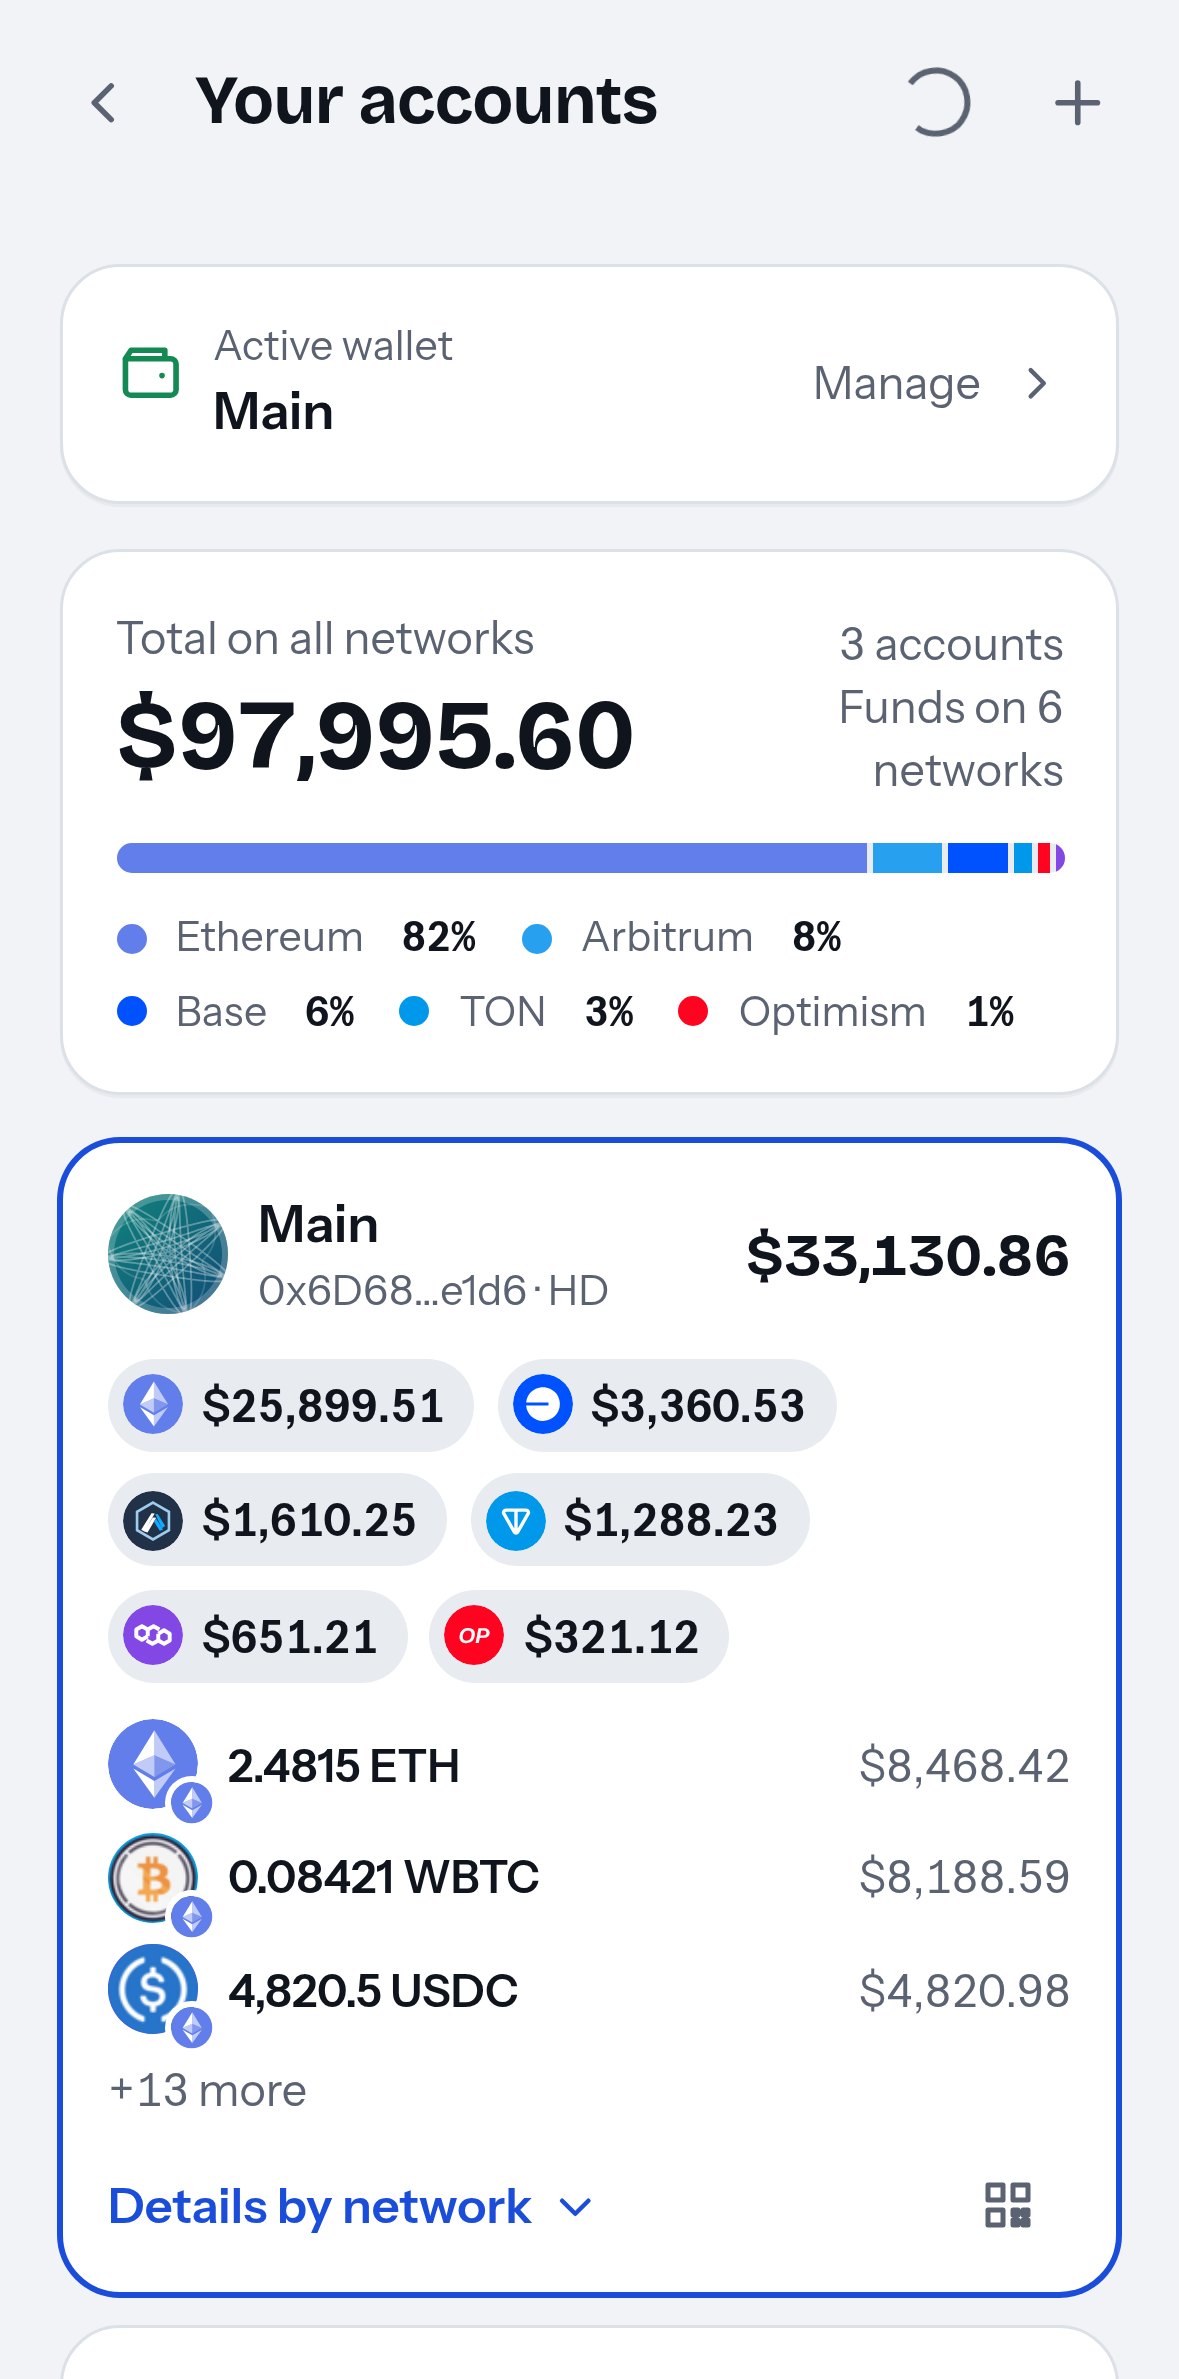 Your accounts
Active wallet
Main
Manage
Total on all networks
$97,995.60
3 accounts
Funds on 6
networks
Ethereum 82% Arbitrum 8%
Base 6% TON 3% Optimism 1%
Main
0x6D68...e1d6 · HD
$33,130.86
$25,899.51 $3,360.53
$1,610.25 $1,288.23
$651.21 OP $321.12
2.4815 ETH $8,468.42
0.08421 WBTC $8,188.59
4,820.5 USDC $4,820.98
+13 more
Details by network